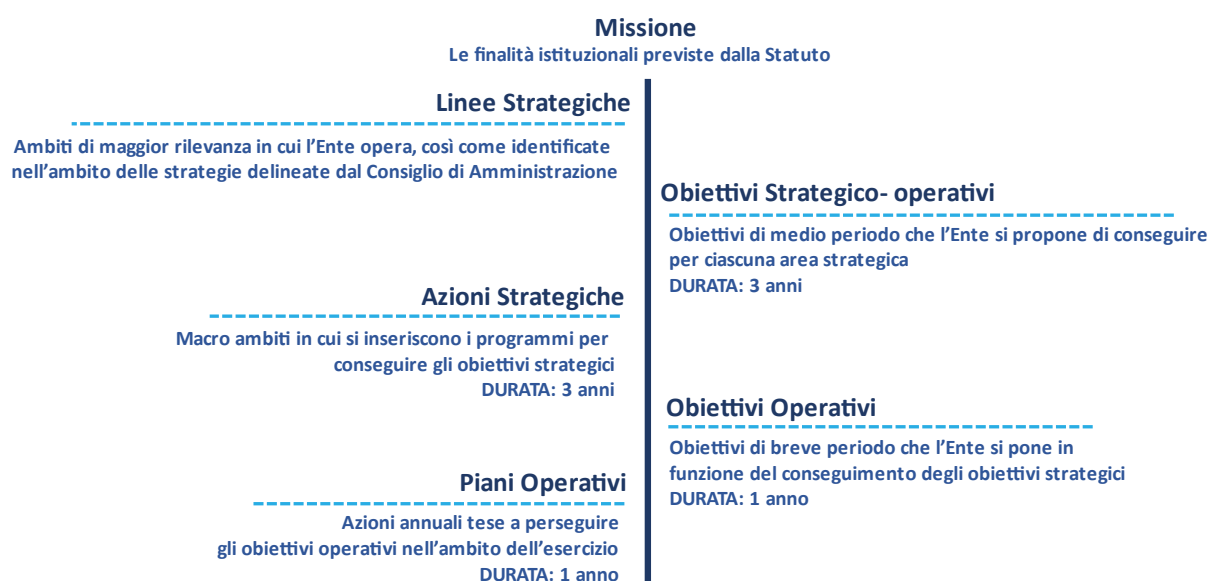 Missione
Le finalità istituzionali previste dalla Statuto
Linee Strategiche
Ambiti di maggior rilevanza in cui l’Ente opera, così come identificate
nell’ambito delle strategie delineate dal Consiglio di Amministrazione
Obiettivi Strategico- operativi
Obiettivi di medio periodo che l’Ente si propone di conseguire
per ciascuna area strategica
DURATA: 3 anni
Azioni Strategiche
Macro ambiti in cui si inseriscono i programmi per
conseguire gli obiettivi strategici
DURATA: 3 anni
Obiettivi Operativi
Obiettivi di breve periodo che l’Ente si pone in
funzione del conseguimento degli obiettivi strategici
DURATA: 1 anno
Piani Operativi
Azioni annuali tese a perseguire
gli obiettivi operativi nell’ambito dell’esercizio
DURATA: 1 anno